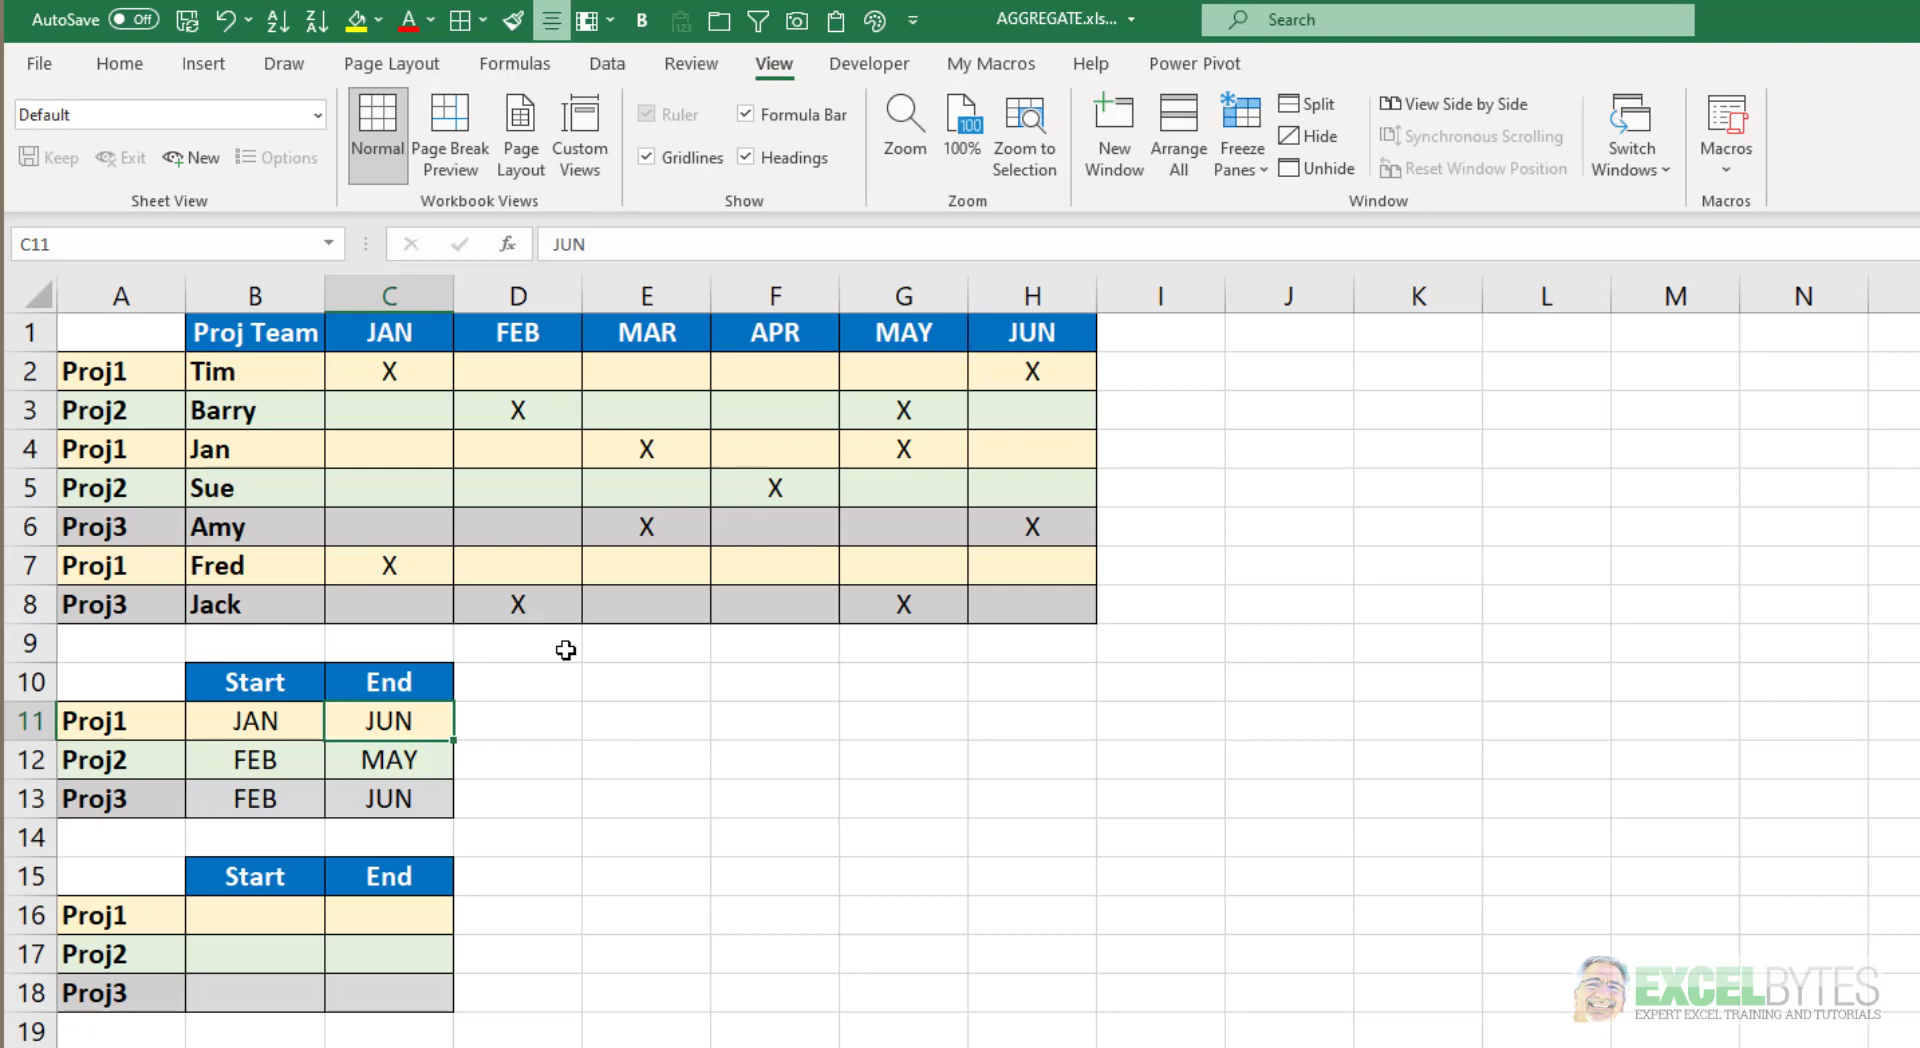 AutoSave Off AGGREGATE.xls... Search
File Home Insert Draw Page Layout Formulas Data Review View Developer My Macros Help Power Pivot
Default
Keep Exit New Options
Sheet View
Normal Page Break Preview Page Layout Custom Views
Workbook Views
Ruler Formula Bar
Gridlines Headings
Show
Zoom 100% Zoom to Selection
Zoom
New Window Arrange All Freeze Panes
Split
Hide
Unhide
View Side by Side
Synchronous Scrolling
Reset Window Position
Switch Windows
Window
Macros
Macros
C11 fx JUN
A B C D E F G H I J K L M N
1 Proj Team JAN FEB MAR APR MAY JUN
2 Proj1 Tim X X
3 Proj2 Barry X X
4 Proj1 Jan X X
5 Proj2 Sue X
6 Proj3 Amy X X
7 Proj1 Fred X
8 Proj3 Jack X X
9
10 Start End
11 Proj1 JAN JUN
12 Proj2 FEB MAY
13 Proj3 FEB JUN
14
15 Start End
16 Proj1
17 Proj2
18 Proj3
19
EXCELBYTES
EXPERT EXCEL TRAINING AND TUTORIALS